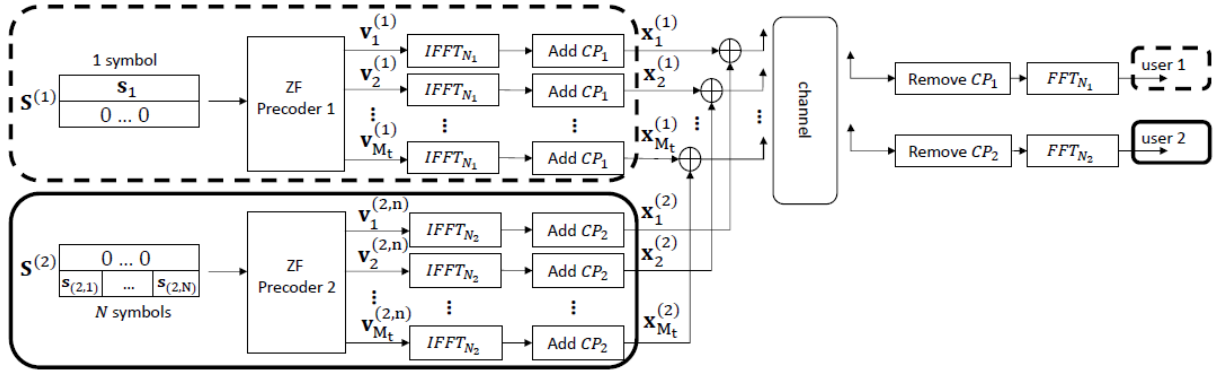 1 symbol
S^(1)
s_1
0 ... 0
ZF
Precoder 1
v_1^(1)
IFFT_{N_1}
Add CP_1
x_1^(1)
v_2^(1)
IFFT_{N_1}
Add CP_1
x_2^(1)
...
...
...
...
v_{M_t}^(1)
IFFT_{N_1}
Add CP_1
x_{M_t}^(1)
channel
Remove CP_1
FFT_{N_1}
user 1
Remove CP_2
FFT_{N_2}
user 2
S^(2)
0 ... 0
s_(2,1)
...
s_(2,N)
N symbols
ZF
Precoder 2
v_1^(2,n)
IFFT_{N_2}
Add CP_2
x_1^(2)
v_2^(2,n)
IFFT_{N_2}
Add CP_2
x_2^(2)
...
...
...
v_{M_t}^(2,n)
IFFT_{N_2}
Add CP_2
x_{M_t}^(2)